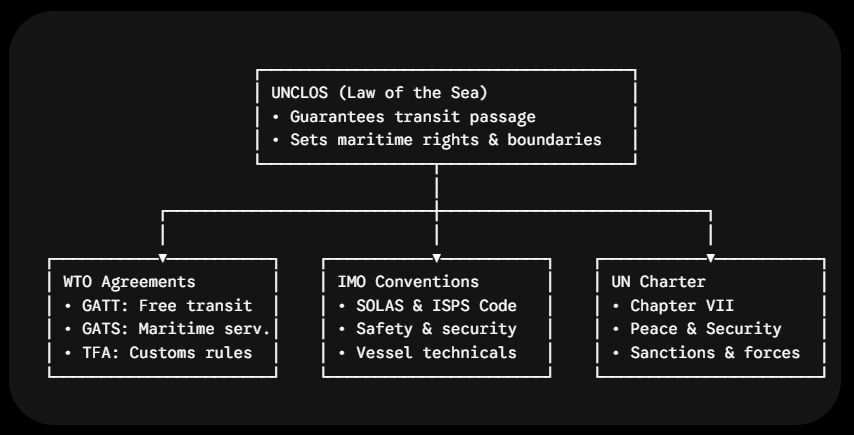 UNCLOS (Law of the Sea)
• Guarantees transit passage
• Sets maritime rights & boundaries
WTO Agreements
• GATT: Free transit
• GATS: Maritime serv.
• TFA: Customs rules
IMO Conventions
• SOLAS & ISPS Code
• Safety & security
• Vessel technicals
UN Charter
• Chapter VII
• Peace & Security
• Sanctions & forces